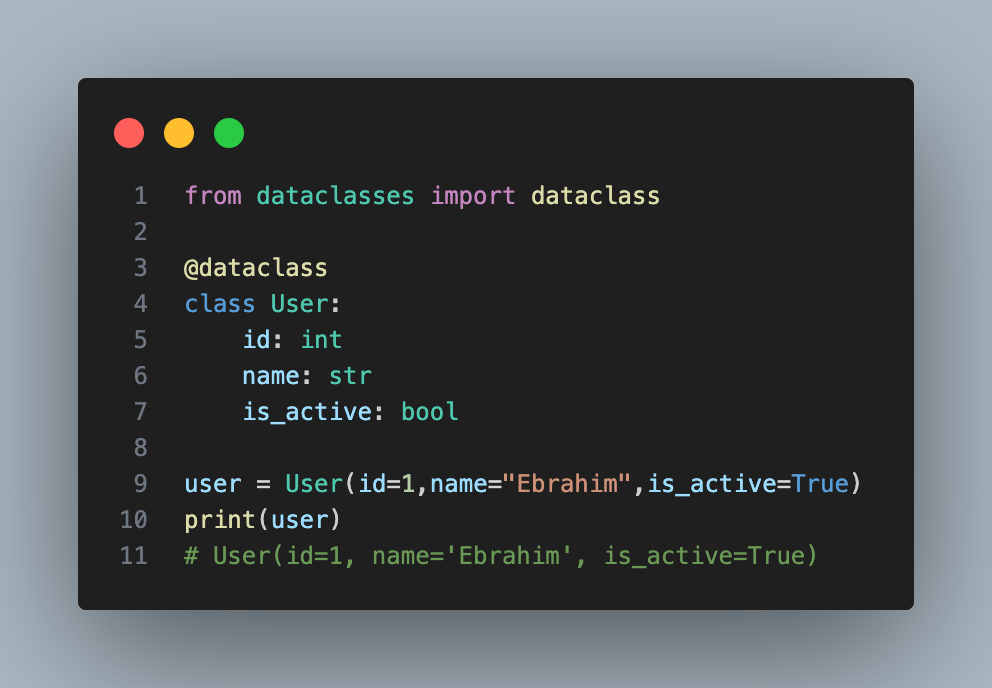 1 from dataclasses import dataclass
2
3 @dataclass
4 class User:
5     id: int
6     name: str
7     is_active: bool
8
9 user = User(id=1,name="Ebrahim",is_active=True)
10 print(user)
11 # User(id=1, name='Ebrahim', is_active=True)